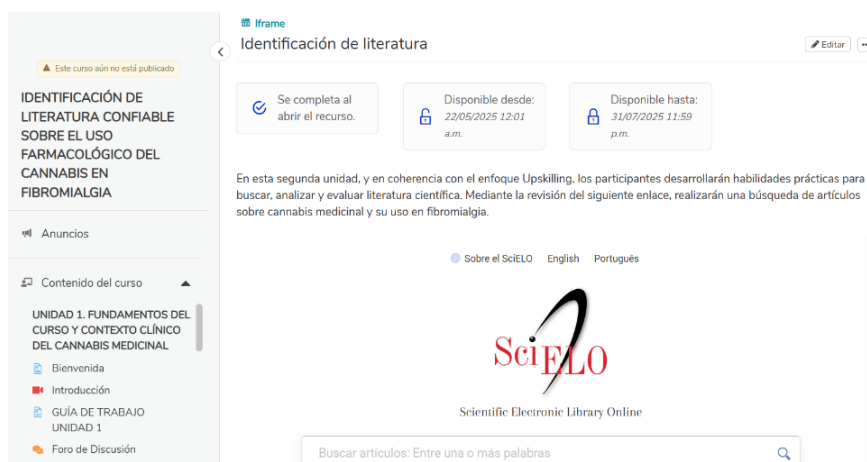 Este curso aún no está publicado
IDENTIFICACIÓN DE
LITERATURA CONFIABLE
SOBRE EL USO
FARMACOLÓGICO DEL
CANNABIS EN
FIBROMIALGIA
Anuncios
Contenido del curso
UNIDAD 1. FUNDAMENTOS DEL
CURSO Y CONTEXTO CLÍNICO
DEL CANNABIS MEDICINAL
Bienvenida
Introducción
GUÍA DE TRABAJO
UNIDAD 1
Foro de Discusión
Iframe
Identificación de literatura
Editar
Se completa al
abrir el recurso.
Disponible desde:
22/05/2025 12:01
a.m.
Disponible hasta:
31/07/2025 11:59
p.m.
En esta segunda unidad, y en coherencia con el enfoque Upskilling, los participantes desarrollarán habilidades prácticas para
buscar, analizar y evaluar literatura científica. Mediante la revisión del siguiente enlace, realizarán una búsqueda de artículos
sobre cannabis medicinal y su uso en fibromialgia.
Sobre el SciELO English Português
SciELO
Scientific Electronic Library Online
Buscar artículos: Entre una o más palabras